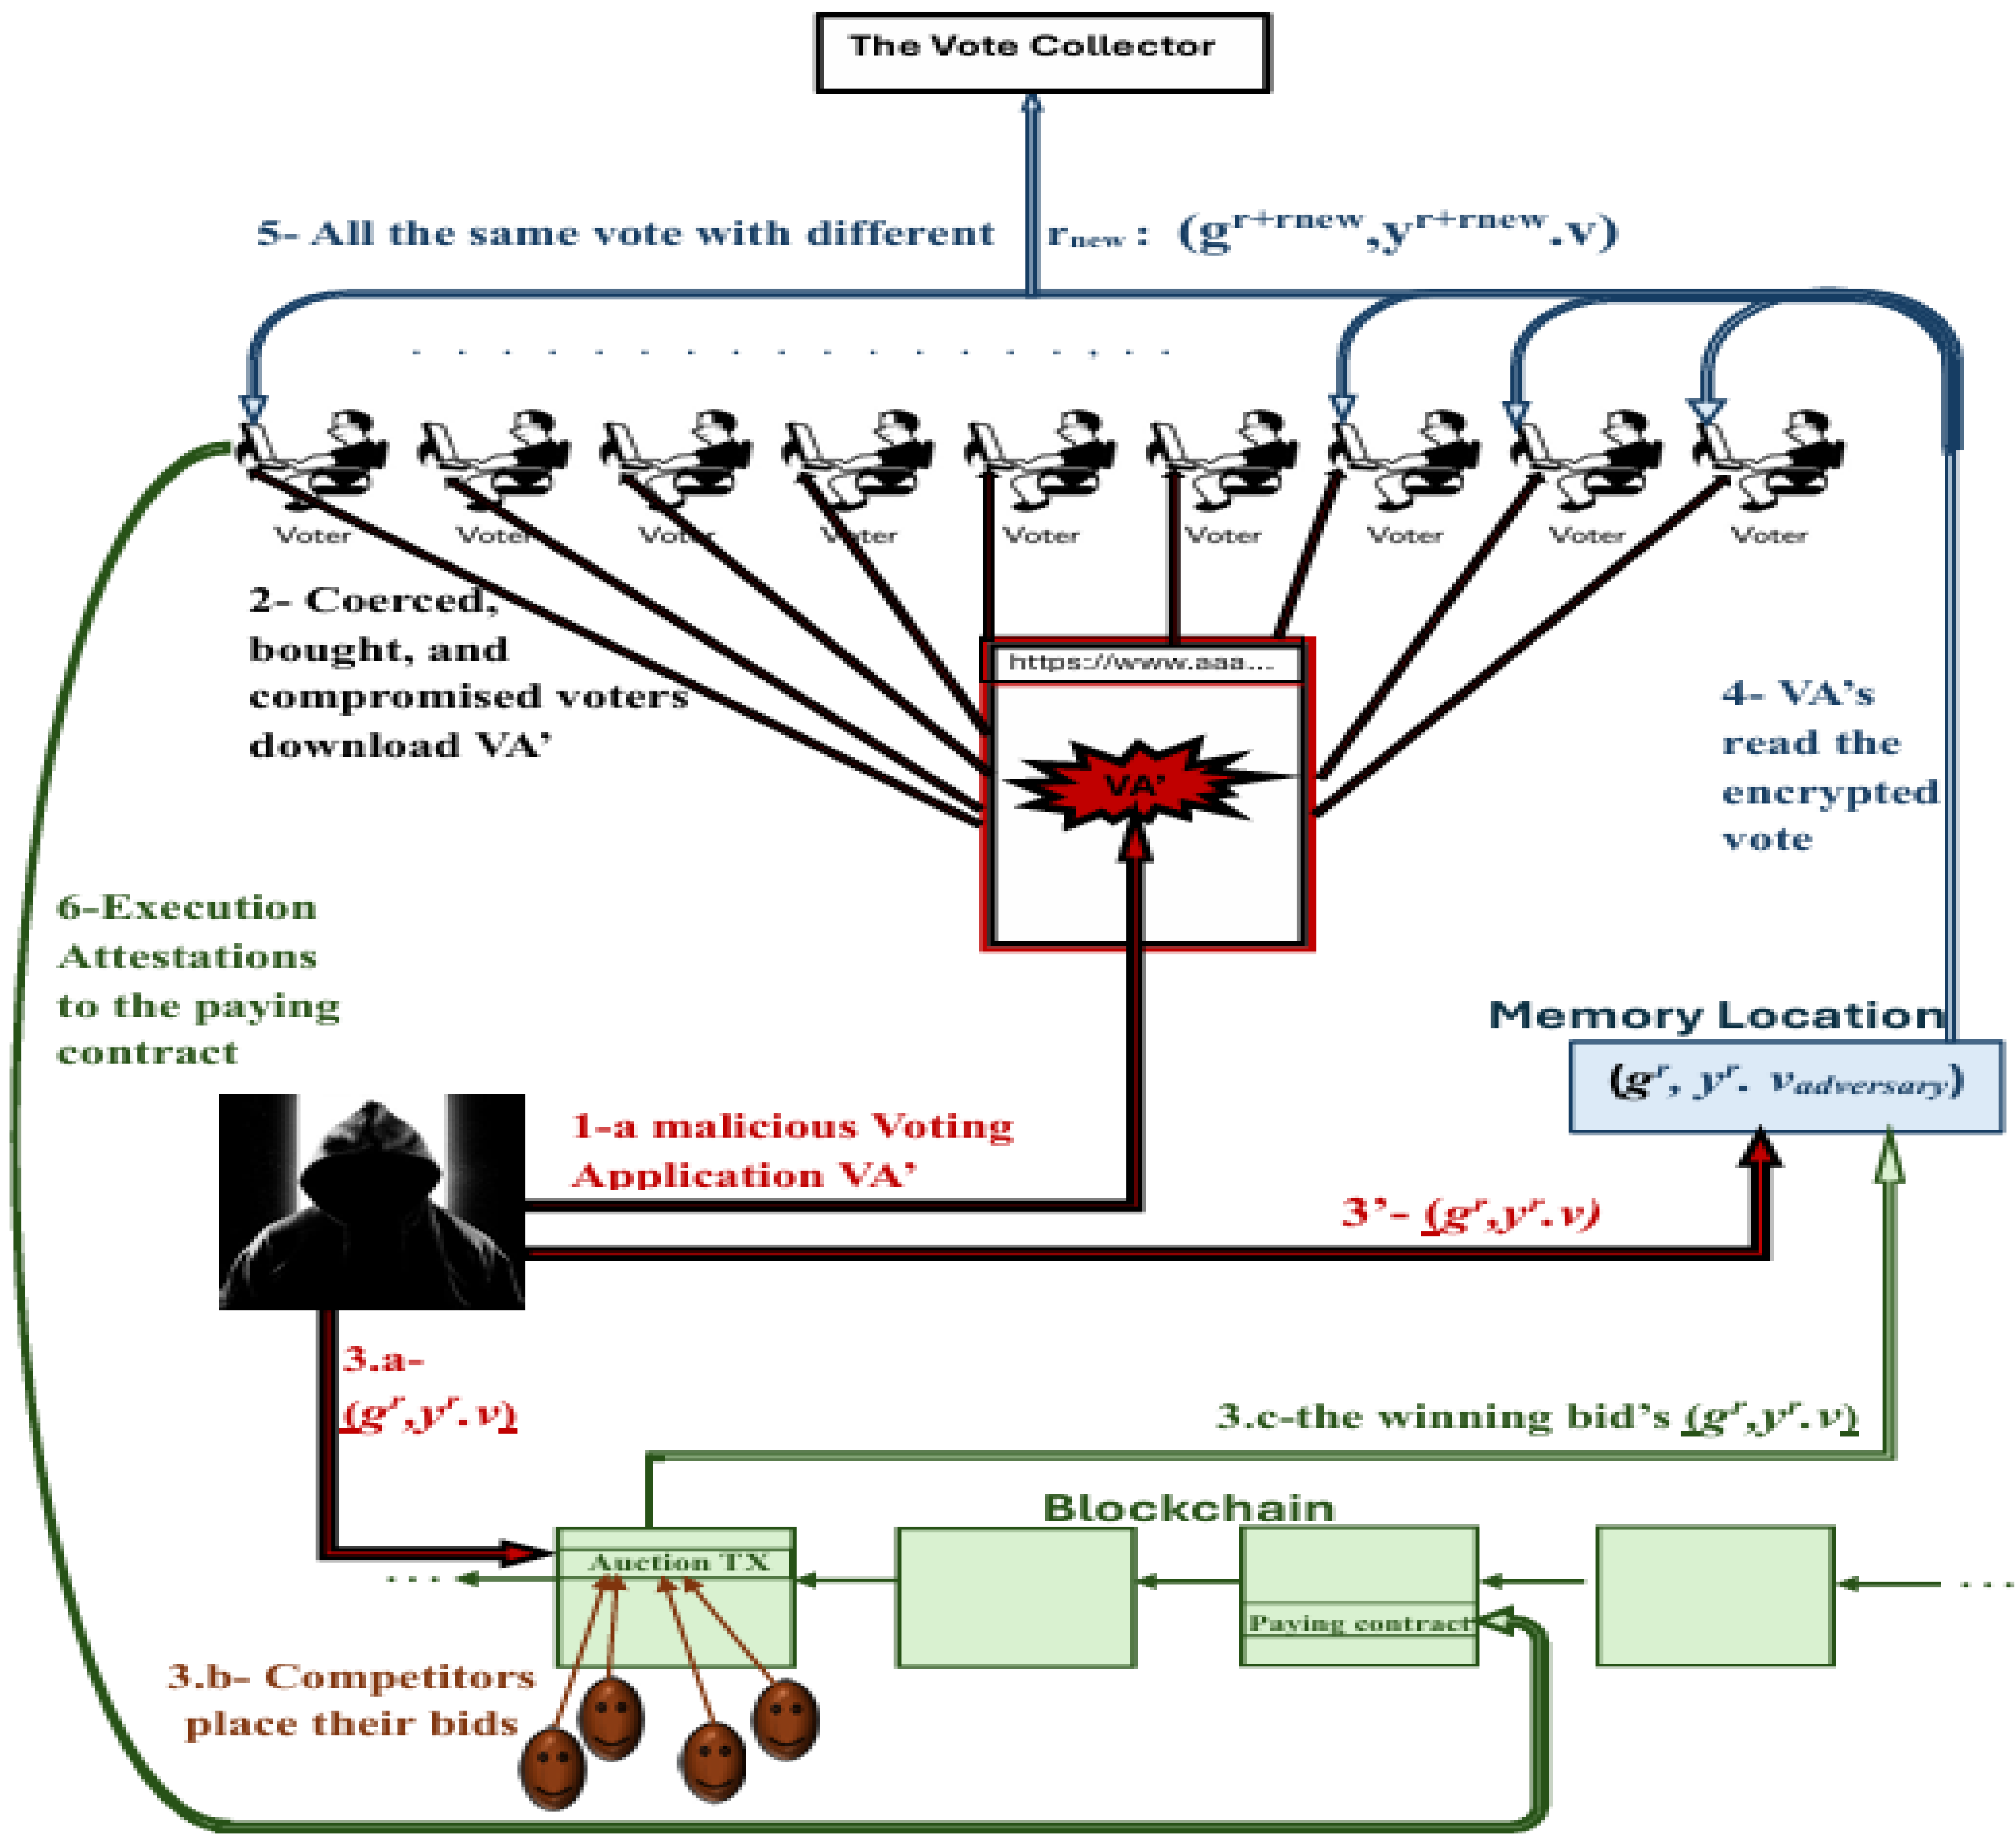 The Vote Collector
5- All the same vote with different r_new : (g^r+rnew,y^r+rnew.v)
Voter Voter Voter Voter Voter Voter Voter Voter Voter
2- Coerced,
bought, and
compromised voters
download VA’
https://www.aaa...
VA’
4- VA’s
read the
encrypted
vote
6-Execution
Attestations
to the paying
contract
Memory Location
(g^r, y^r. v_adversary)
1-a malicious Voting
Application VA’
3’- (g^r,y^r.v)
3.a-
(g^r,y^r.v)
3.c-the winning bid’s (g^r,y^r.v)
Blockchain
Auction TX
Paying contract
3.b- Competitors
place their bids